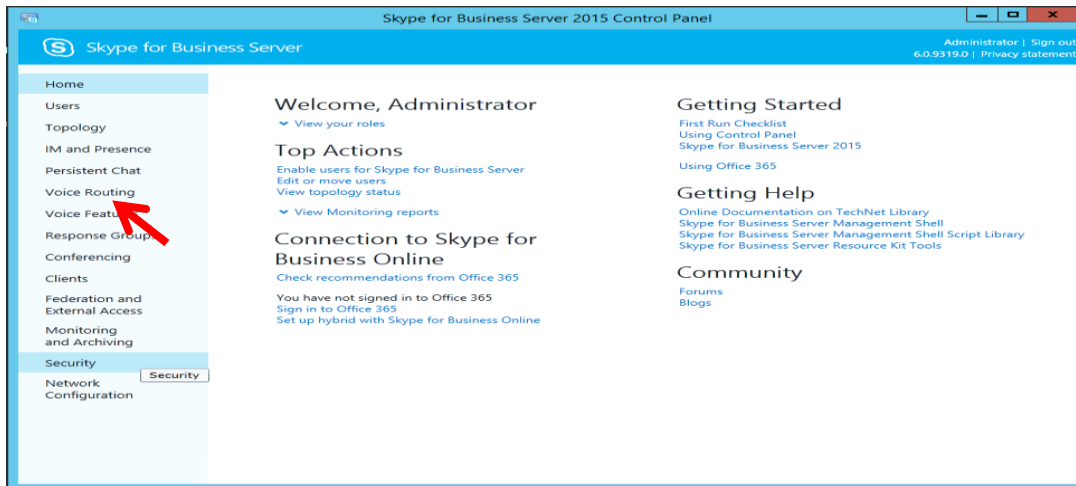 Skype for Business Server 2015 Control Panel
S Skype for Business Server
Administrator | Sign out
6.0.9319.0 | Privacy statement
Home
Users
Topology
IM and Presence
Persistent Chat
Voice Routing
Voice Featu
Response Groups
Conferencing
Clients
Federation and
External Access
Monitoring
and Archiving
Security
Security
Network
Configuration
Welcome, Administrator
View your roles
Top Actions
Enable users for Skype for Business Server
Edit or move users
View topology status
View Monitoring reports
Connection to Skype for
Business Online
Check recommendations from Office 365
You have not signed in to Office 365
Sign in to Office 365
Set up hybrid with Skype for Business Online
Getting Started
First Run Checklist
Using Control Panel
Skype for Business Server 2015
Using Office 365
Getting Help
Online Documentation on TechNet Library
Skype for Business Server Management Shell
Skype for Business Server Management Shell Script Library
Skype for Business Server Resource Kit Tools
Community
Forums
Blogs